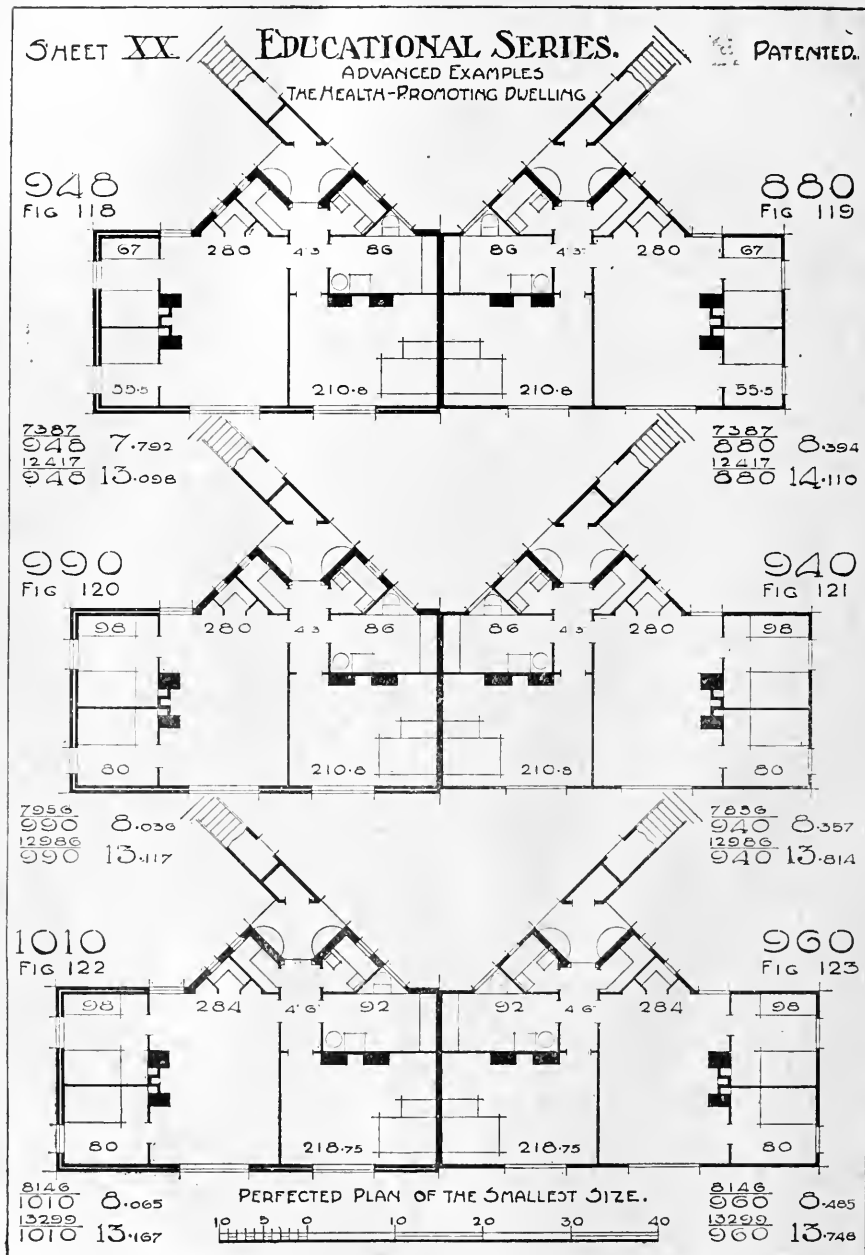 SHEET XX. EDUCATIONAL SERIES. PATENTED.
ADVANCED EXAMPLES
THE HEALTH-PROMOTING DWELLING
948 880
FIG 118 FIG 119
67 280 4'3 86 86 4'3" 280 67
55.5 210.8 210.8 55.5
7387 7387
948 7.792 880 8.394
12417 12417
948 13.098 880 14.110
990 940
FIG 120 FIG 121
98 280 4'3 86 86 4'3 280 98
80 210.8 210.8 80
7956 7856
990 8.036 940 8.357
12986 12986
990 13.117 940 13.814
1010 960
FIG 122 FIG 123
98 284 4'6" 92 92 4'6" 284 98
80 218.75 218.75 80
8146 8146
1010 8.065 960 8.485
13299 13299
1010 13.167 960 13.748
PERFECTED PLAN OF THE SMALLEST SIZE.
10 5 0 10 20 30 40